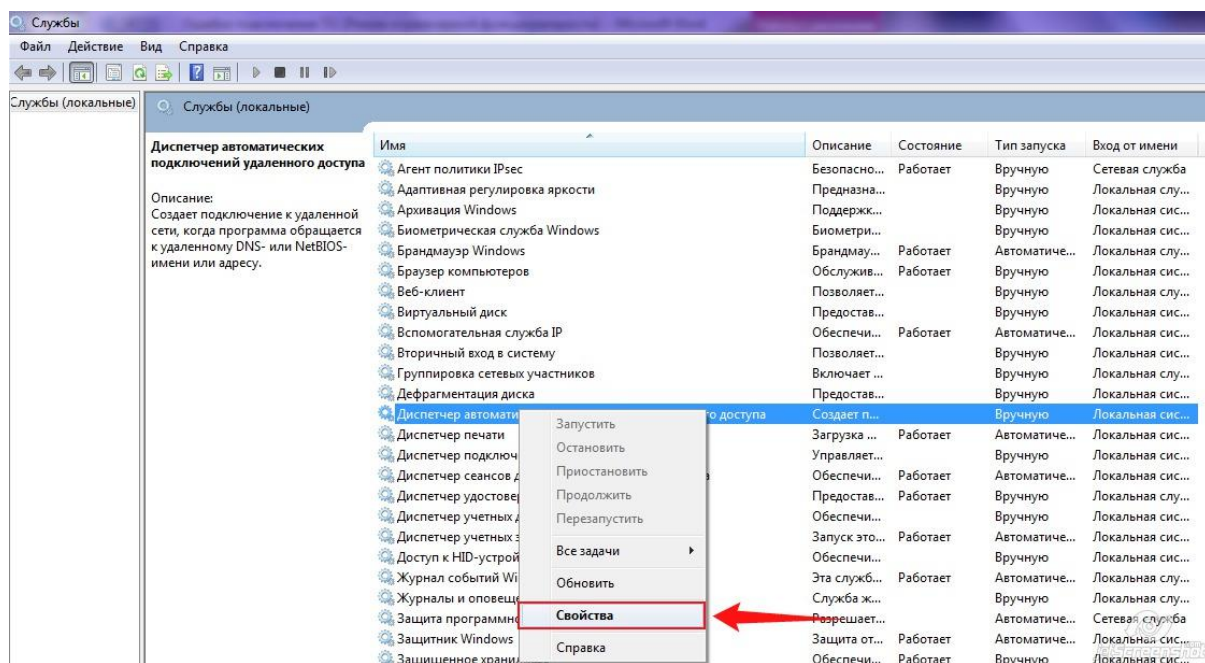 Службы
Файл Действие Вид Справка
Службы (локальные)
Службы (локальные)
Диспетчер автоматических
подключений удаленного доступа
Описание:
Создает подключение к удаленной
сети, когда программа обращается
к удаленному DNS- или NetBIOS-
имени или адресу.
Имя Описание Состояние Тип запуска Вход от имени
Агент политики IPsec Безопасно... Работает Вручную Сетевая служба
Адаптивная регулировка яркости Предназна... Вручную Локальная слу...
Архивация Windows Поддержк... Вручную Локальная сис...
Биометрическая служба Windows Биометри... Вручную Локальная сис...
Брандмауэр Windows Брандмау... Работает Автоматиче... Локальная слу...
Браузер компьютеров Обслужив... Работает Вручную Локальная сис...
Веб-клиент Позволяет... Вручную Локальная слу...
Виртуальный диск Предостав... Вручную Локальная сис...
Вспомогательная служба IP Обеспечи... Работает Автоматиче... Локальная сис...
Вторичный вход в систему Позволяет... Вручную Локальная сис...
Группировка сетевых участников Включает ... Вручную Локальная слу...
Дефрагментация диска Предостав... Вручную Локальная сис...
Диспетчер автомати о доступа Создает п... Вручную Локальная сис...
Диспетчер печати Загрузка ... Работает Автоматиче... Локальная сис...
Диспетчер подключ Управляет... Вручную Локальная сис...
Диспетчер сеансов Обеспечи... Работает Автоматиче... Локальная сис...
Диспетчер удостове Предостав... Работает Вручную Локальная слу...
Диспетчер учетных Обеспечи... Вручную Локальная сис...
Диспетчер учетных Запуск это... Работает Автоматиче... Локальная сис...
Доступ к HID-устрой Обеспечи... Вручную Локальная сис...
Журнал событий Wi Эта служб... Работает Автоматиче... Локальная слу...
Журналы и оповеще Служба ж... Вручную Локальная слу...
Защита программн Разрешает... Автоматиче... Сетевая служба
Защитник Windows Защита от... Работает Автоматиче... Локальная сис...
Защищенное храни Обеспечи... Работает Вручную Локальная сис...
Запустить
Остановить
Приостановить
Продолжить
Перезапустить
Все задачи
Обновить
Свойства
Справка